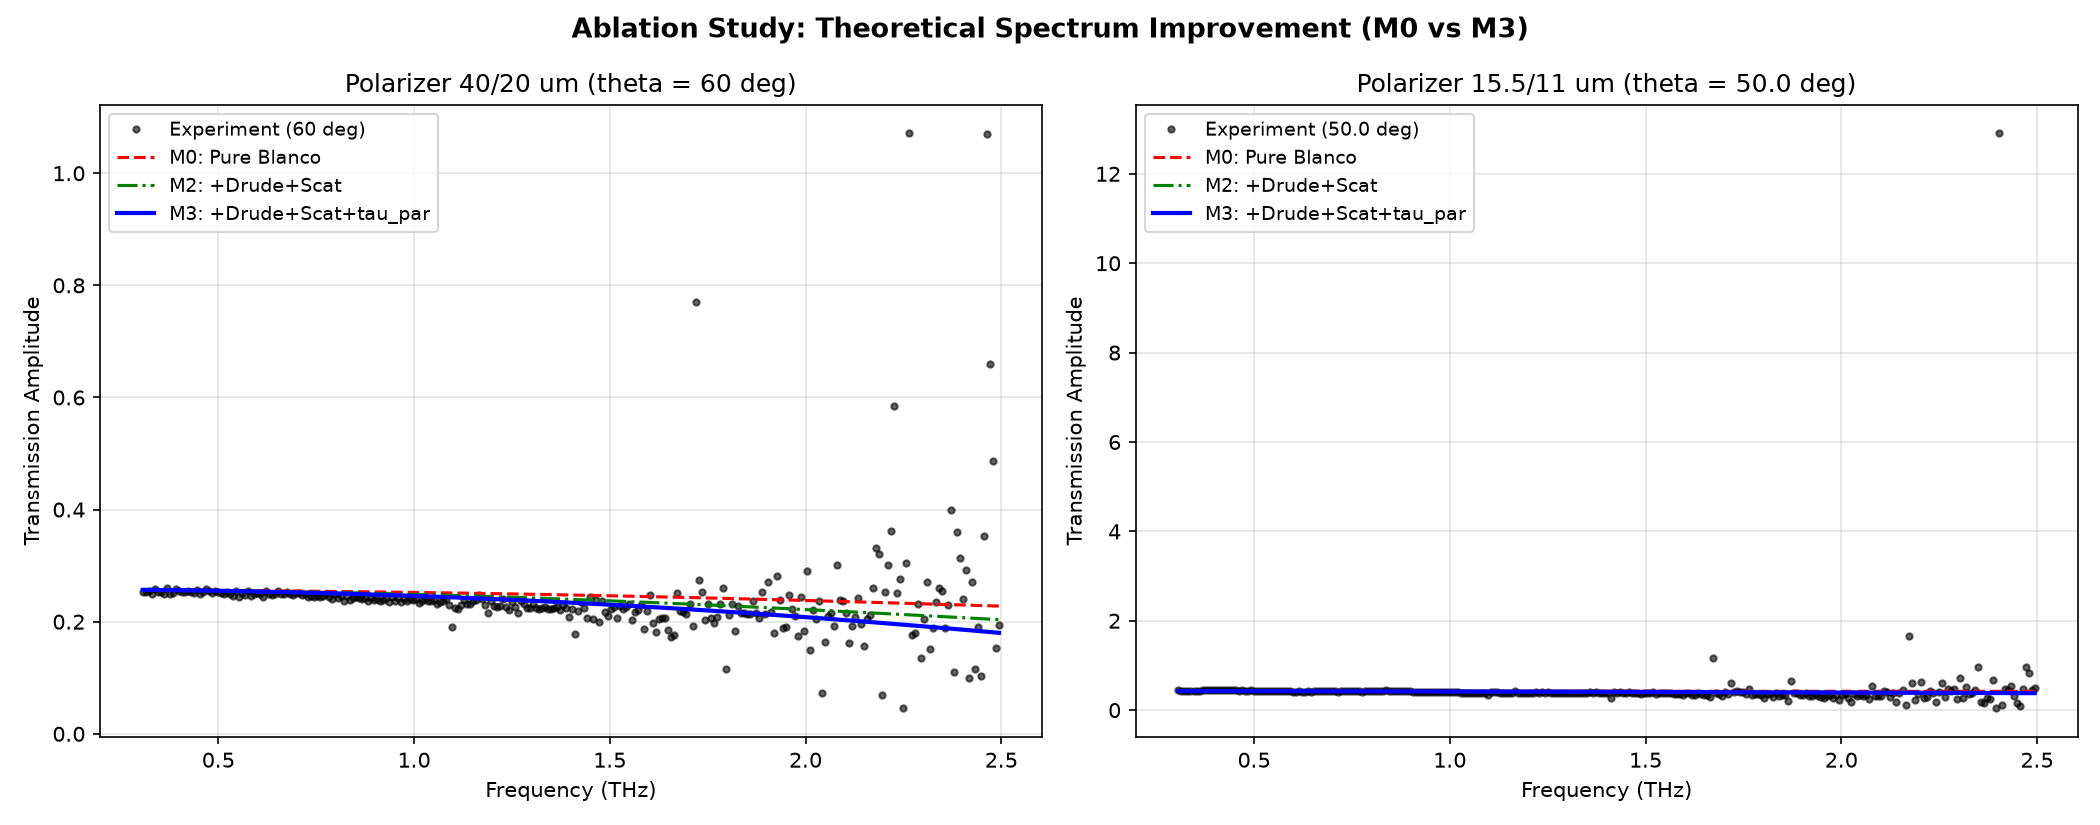 Ablation Study: Theoretical Spectrum Improvement (M0 vs M3)
Polarizer 40/20 um (theta = 60 deg)
Experiment (60 deg)
M0: Pure Blanco
M2: +Drude+Scat
M3: +Drude+Scat+tau_par
Transmission Amplitude
1.0
0.8
0.6
0.4
0.2
0.0
0.5
1.0
1.5
2.0
2.5
Frequency (THz)
Polarizer 15.5/11 um (theta = 50.0 deg)
Experiment (50.0 deg)
M0: Pure Blanco
M2: +Drude+Scat
M3: +Drude+Scat+tau_par
Transmission Amplitude
12
10
8
6
4
2
0
0.5
1.0
1.5
2.0
2.5
Frequency (THz)